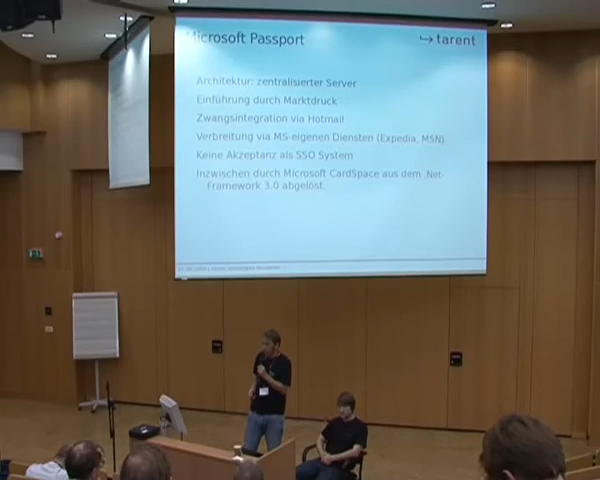 Microsoft Passport
tarent
Architektur: zentralisierter Server
Einführung durch Marktdruck
Zwangsintegration via Hotmail
Verbreitung via MS-eigenen Diensten (Expedia, MSN)
Keine Akzeptanz als SSO System
Inzwischen durch Microsoft CardSpace aus dem .Net-
Framework 3.0 abgelöst.